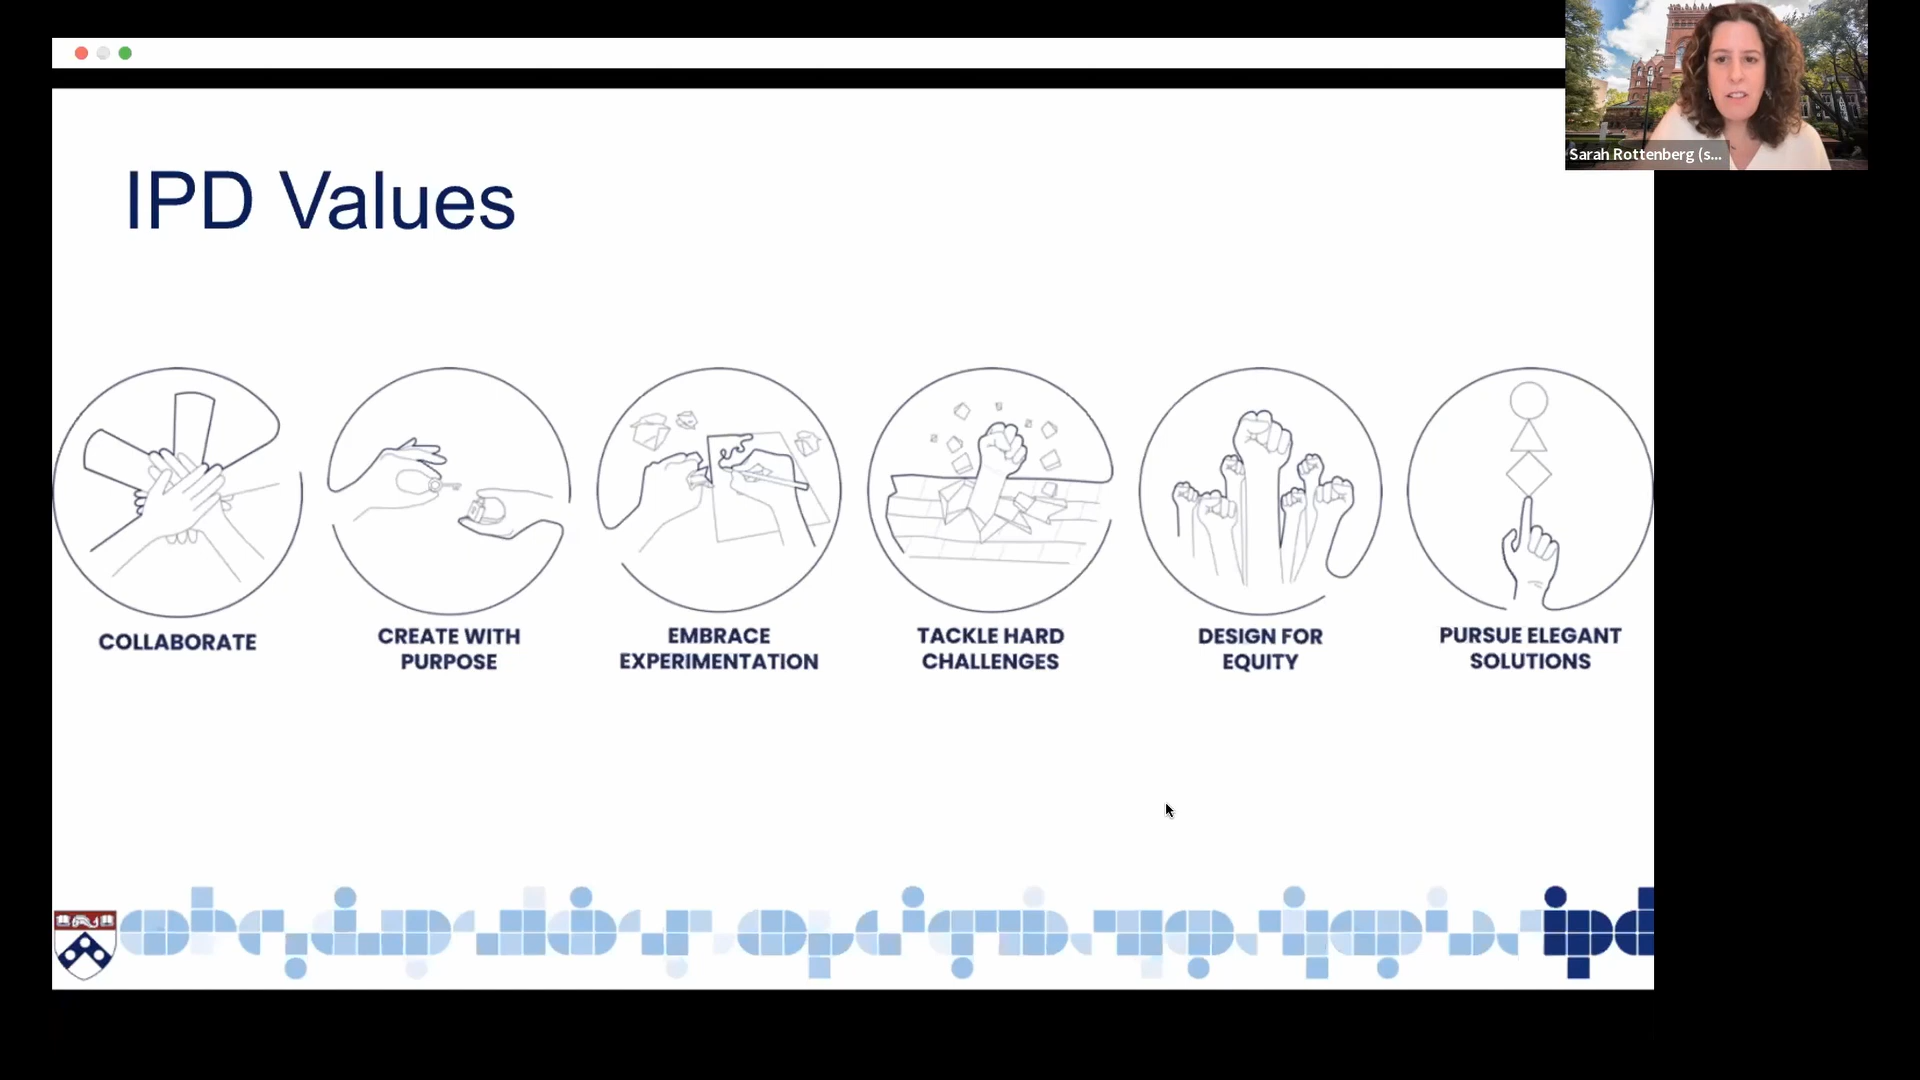 IPD Values
Sarah Rottenberg (s...
COLLABORATE
CREATE WITH
PURPOSE
EMBRACE
EXPERIMENTATION
TACKLE HARD
CHALLENGES
DESIGN FOR
EQUITY
PURSUE ELEGANT
SOLUTIONS
ipd